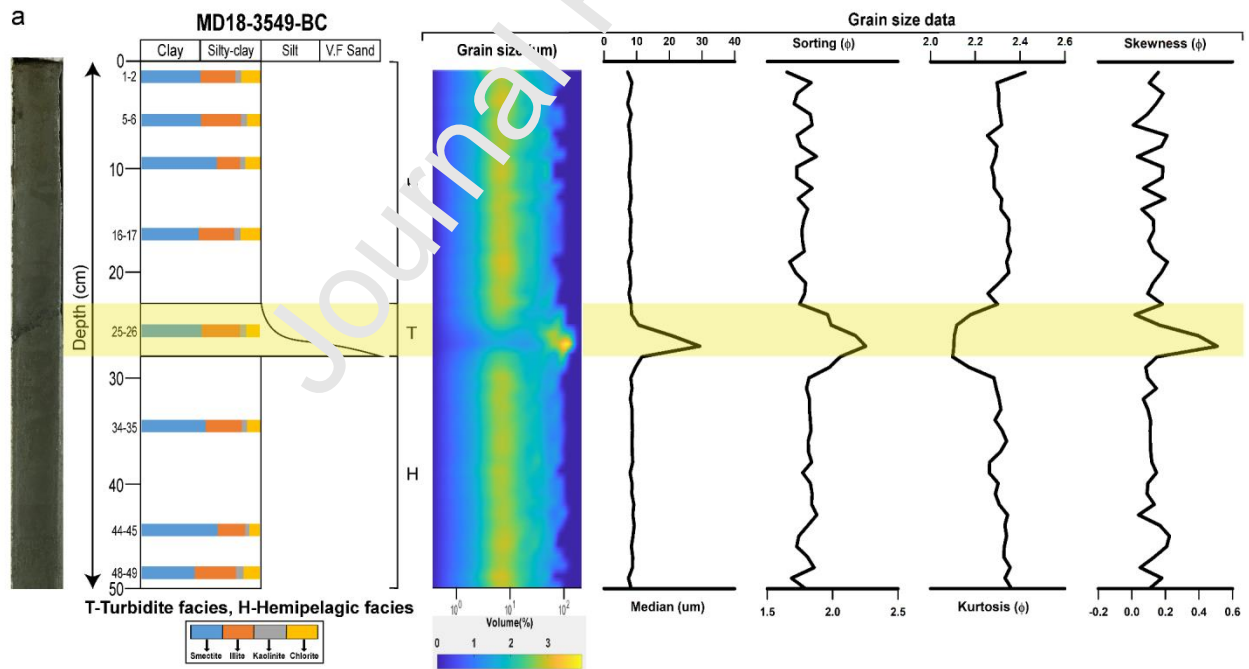 a
MD18-3549-BC
Clay Silty-clay Silt V.F Sand
Grain size data
Grain size (um)
0 10 20 30 40
Sorting (ϕ)
2.0 2.2 2.4 2.6
Skewness (ϕ)
Journal
Depth (cm)
0
1-2
5-6
10
16-17
20
25-26
30
34-35
40
44-45
48-49
50
T
H
10⁰ 10¹ 10²
Median (um)
1.5 2.0 2.5
Kurtosis (ϕ)
-0.2 0.0 0.2 0.4 0.6
T-Turbidite facies, H-Hemipelagic facies
Smectite Illite Kaolinite Chlorite
Volume(%)
0 1 2 3